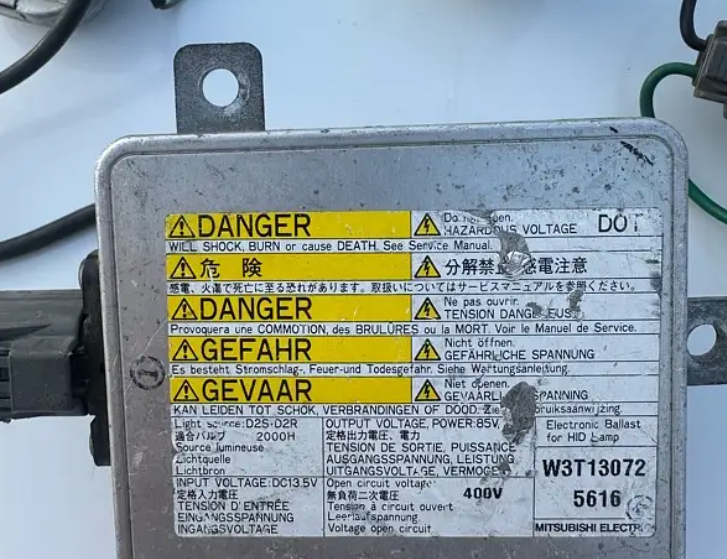 DANGER
Do HAZARDOUS VOLTAGE DOT
WILL SHOCK, BURN or cause DEATH. See Service Manual.
危険
分解禁止 感電注意
感電、火傷で死亡に至る恐れがあります。取扱いについてはサービスマニュアルを参照ください。
DANGER
Ne pas ouvrir.
TENSION
Provoquera une COMMOTION, des BRULURES ou la MORT. Voir le Manuel de Service.
GEFAHR
Nicht öffnen.
GEFÄHRLICHE SPANNUNG
Es besteht Stromschlag-, Feuer-und Todesgefahr. Siehe Wartungsanleitung.
GEVAAR
Niet openen.
SPANNING
KAN LEIDEN TOT SCHOK, VERBRANDINGEN OF DOOD.
Light source:D2S·D2R
適合バルブ 2000H
Source lumineuse
Lichtquelle
Lichtbron
OUTPUT VOLTAGE, POWER:85V,
定格出力電圧、電力
TENSION DE SORTIE, PUISSANCE
AUSGANGSSPANNUNG, LEISTUNG
UITGANGSVOLTAGE, VERMOGEN
Electronic Ballast
for HID Lamp
W3T13072
5616
MITSUBISHI
INPUT VOLTAGE:DC13.5V
定格入力電圧
TENSION D'ENTRÉE
EINGANGSSPANNUNG
INGANGSVOLTAGE
Open circuit voltage
無負荷二次電圧 400V
Tension à circuit ouvert
Leerlaufspannung
Voltage open circuit